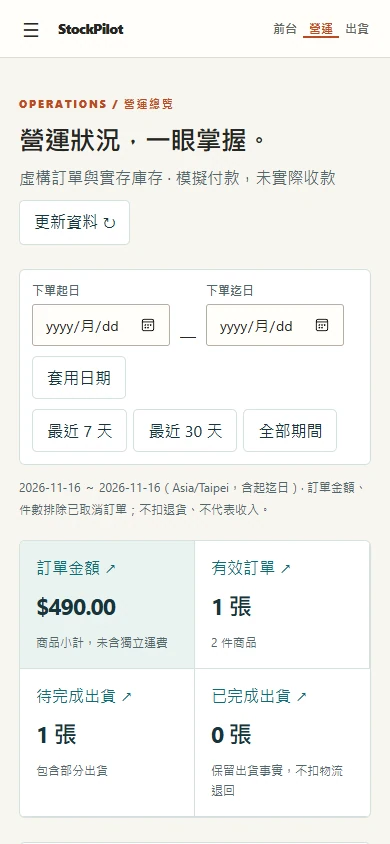 ☰ StockPilot 前台 營運 出貨
OPERATIONS / 營運總覽
營運狀況，一眼掌握。
虛構訂單與實存庫存 · 模擬付款，未實際收款
更新資料 ↻
下單起日 下單迄日
yyyy/月/dd — yyyy/月/dd
套用日期
最近 7 天 最近 30 天 全部期間
2026-11-16 ~ 2026-11-16（Asia/Taipei，含起迄日）· 訂單金額、
件數排除已取消訂單；不扣退貨、不代表收入。
訂單金額 ↗ 有效訂單 ↗
$490.00 1 張
商品小計，未含獨立運費 2 件商品
待完成出貨 ↗ 已完成出貨 ↗
1 張 0 張
包含部分出貨 保留出貨事實，不扣物流
退回